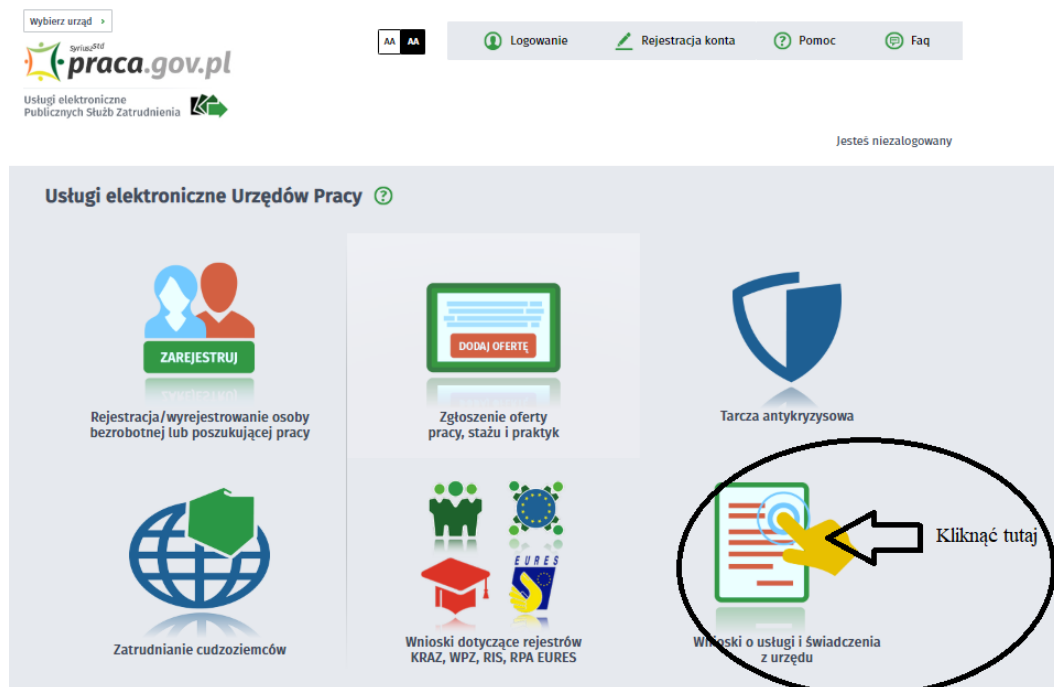 Wybierz urząd ›
AA AA
Logowanie
Rejestracja konta
Pomoc
Faq
Syriusz Std
praca.gov.pl
Usługi elektroniczne
Publicznych Służb Zatrudnienia
Jesteś niezalogowany
Usługi elektroniczne Urzędów Pracy ?
ZAREJESTRUJ
Rejestracja/wyrejestrowanie osoby
bezrobotnej lub poszukującej pracy
DODAJ OFERTĘ
Zgłoszenie oferty
pracy, stażu i praktyk
Tarcza antykryzysowa
Zatrudnianie cudzoziemców
EURES
Wnioski dotyczące rejestrów
KRAZ, WPZ, RIS, RPA EURES
Kliknąć tutaj
Wnioski o usługi i świadczenia
z urzędu